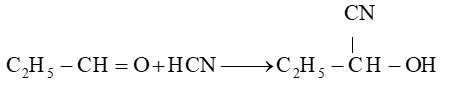 CN
|
C₂H₅ – CH = O + HCN ⟶ C₂H₅ – CH – OH